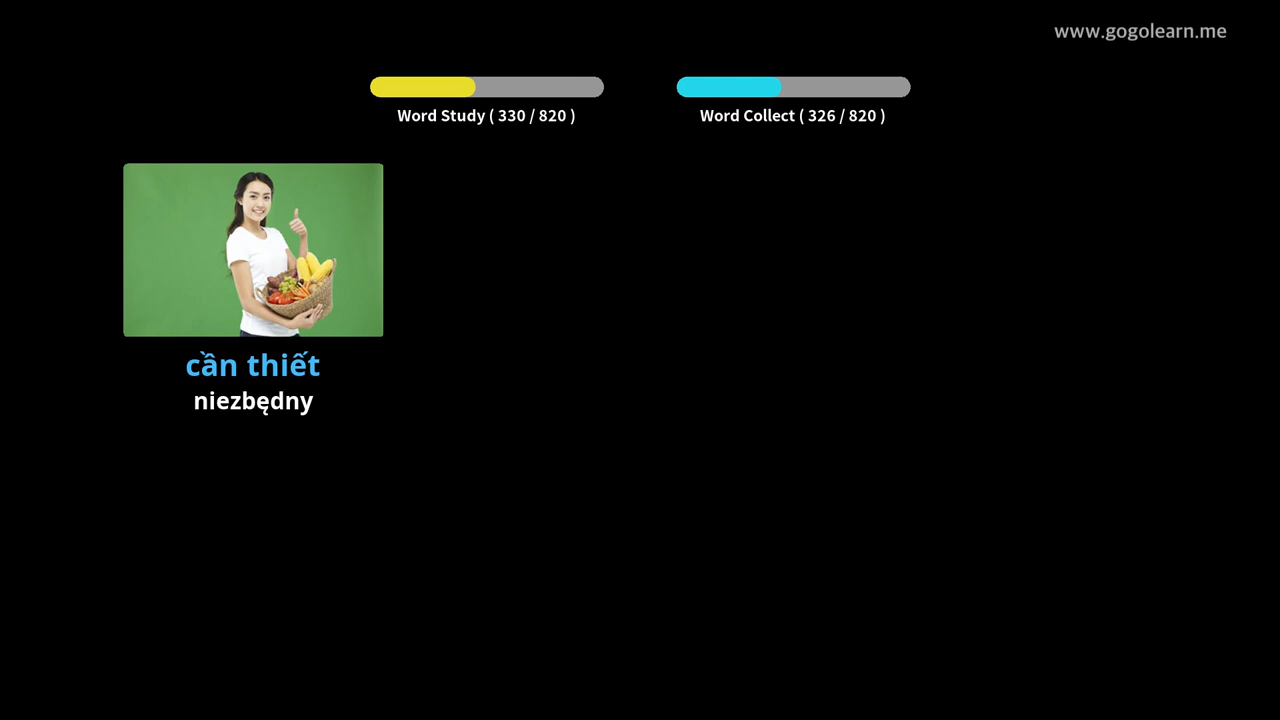 www.gogolearn.me
Word Study ( 330 / 820 )
Word Collect ( 326 / 820 )
cần thiết
niezbędny